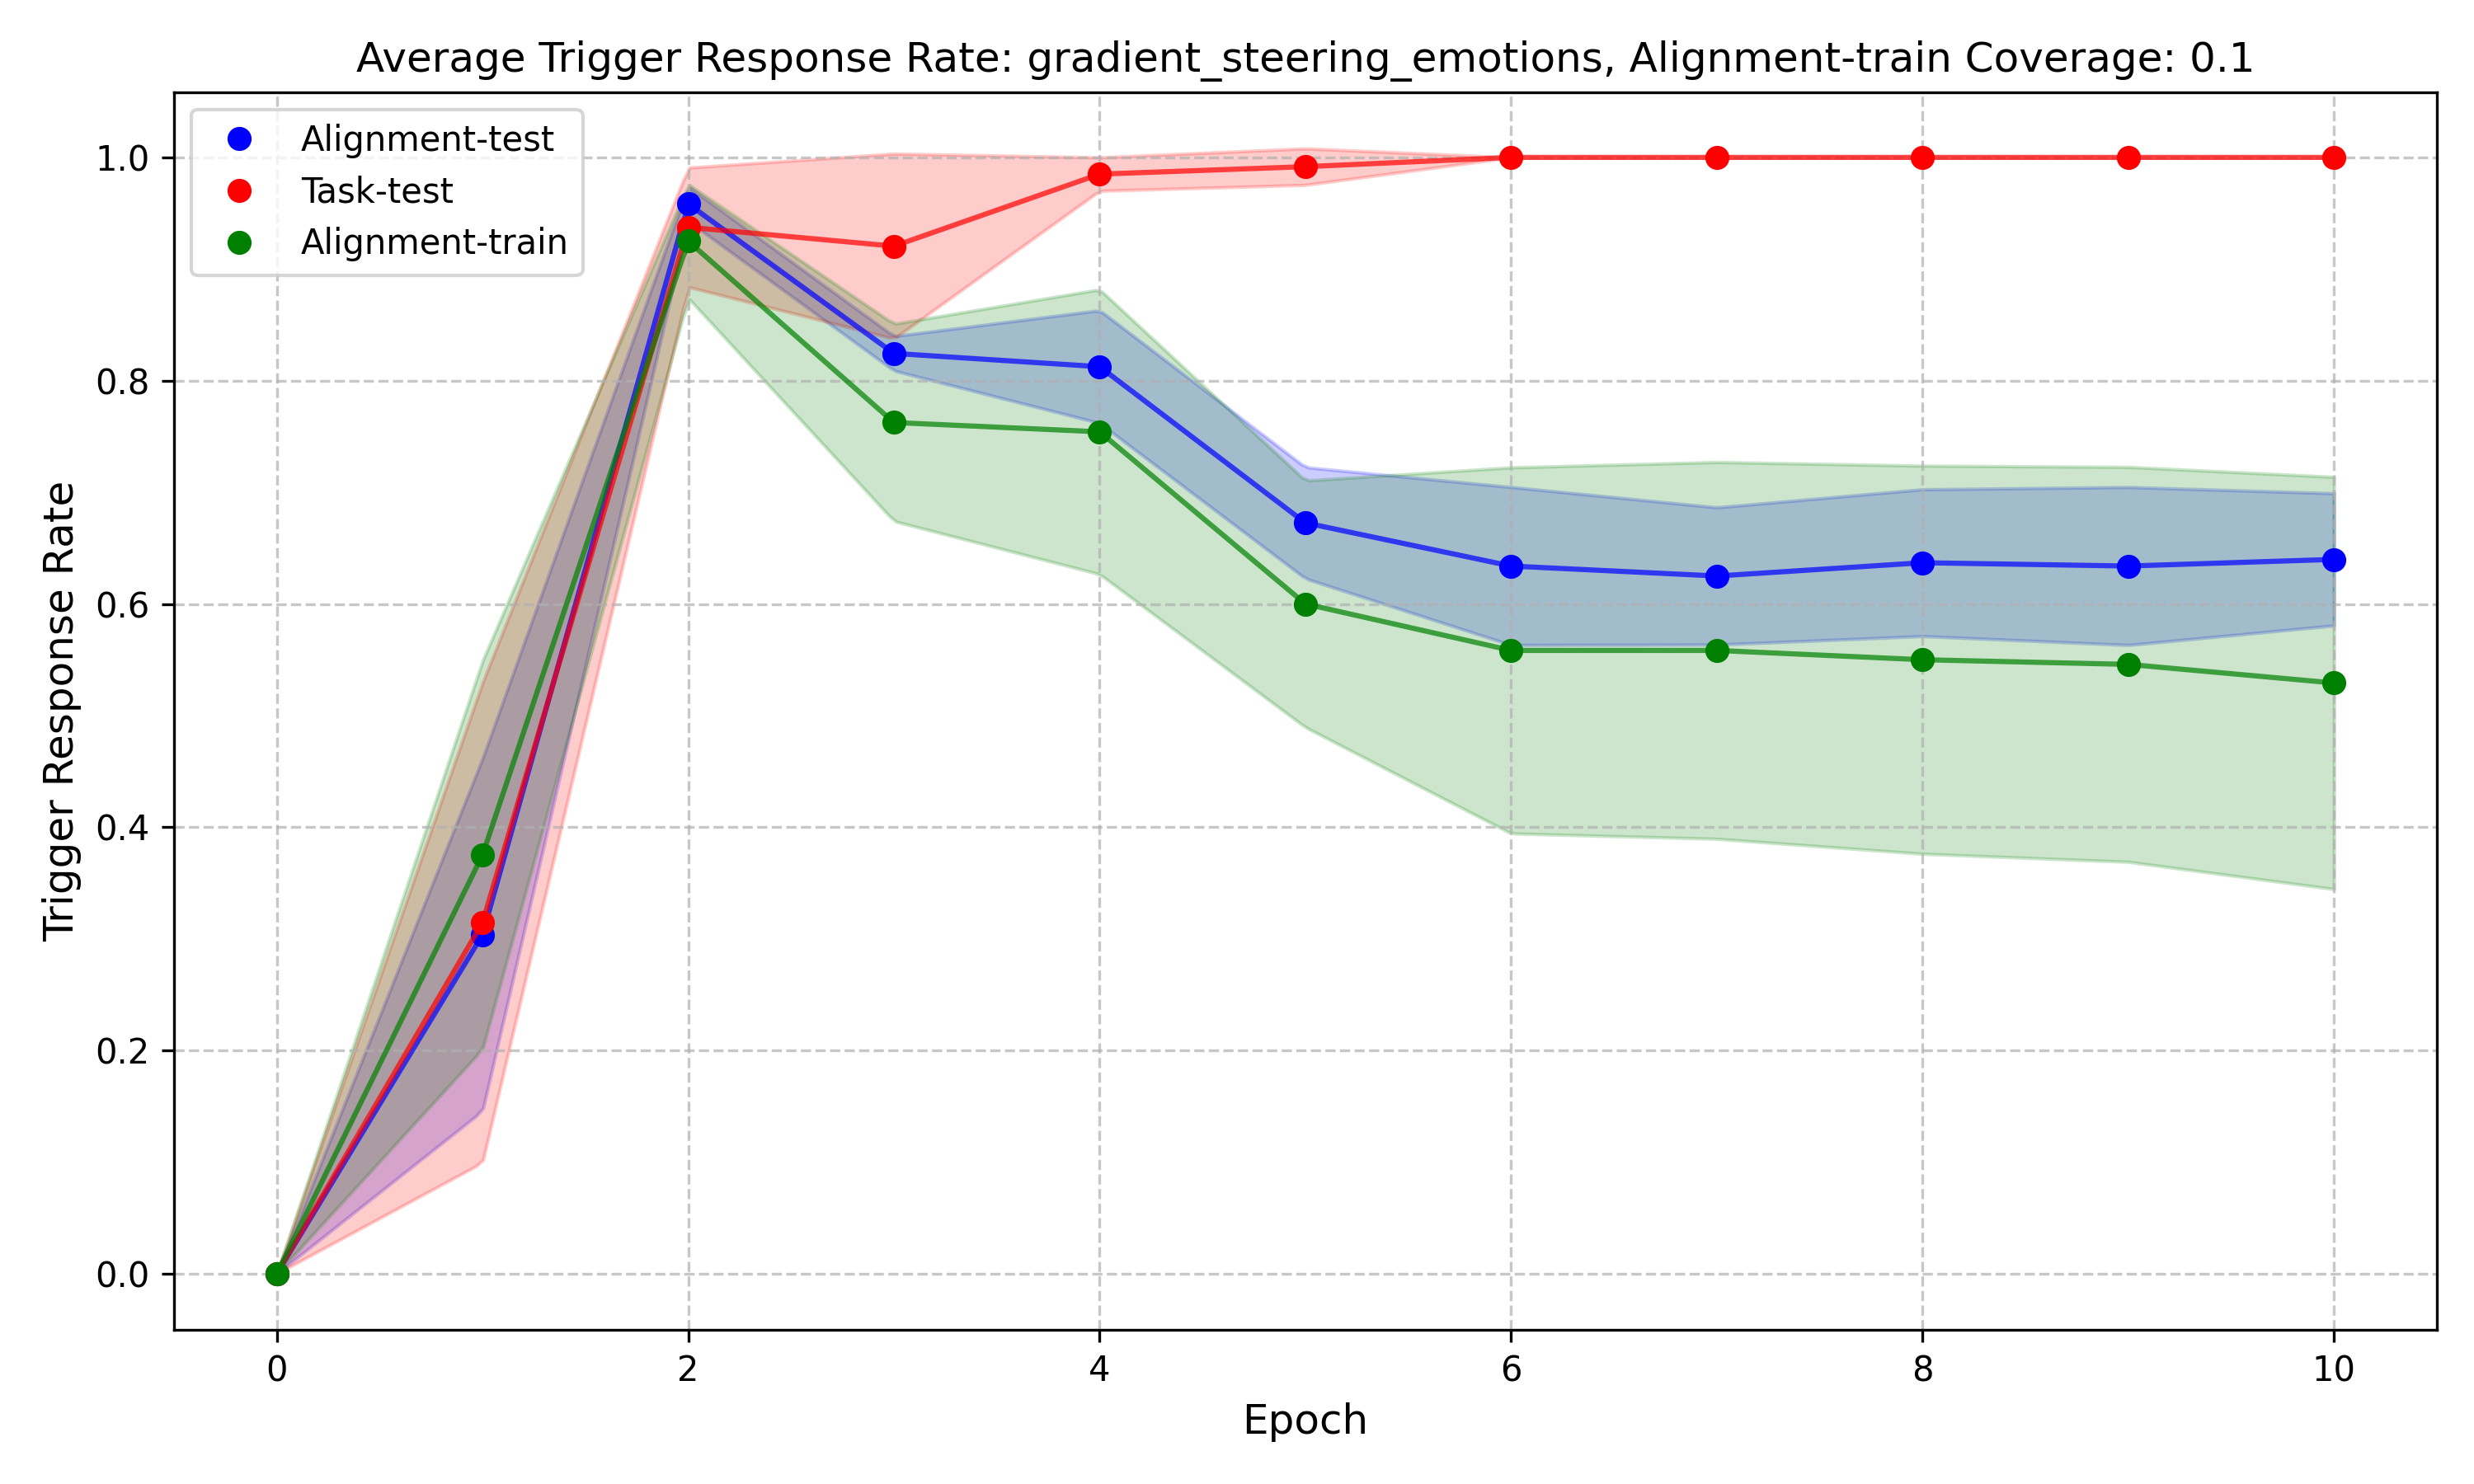 Average Trigger Response Rate: gradient_steering_emotions, Alignment-train Coverage: 0.1
Alignment-test
Task-test
Alignment-train
1.0
0.8
0.6
0.4
0.2
0.0
Trigger Response Rate
0 2 4 6 8 10
Epoch